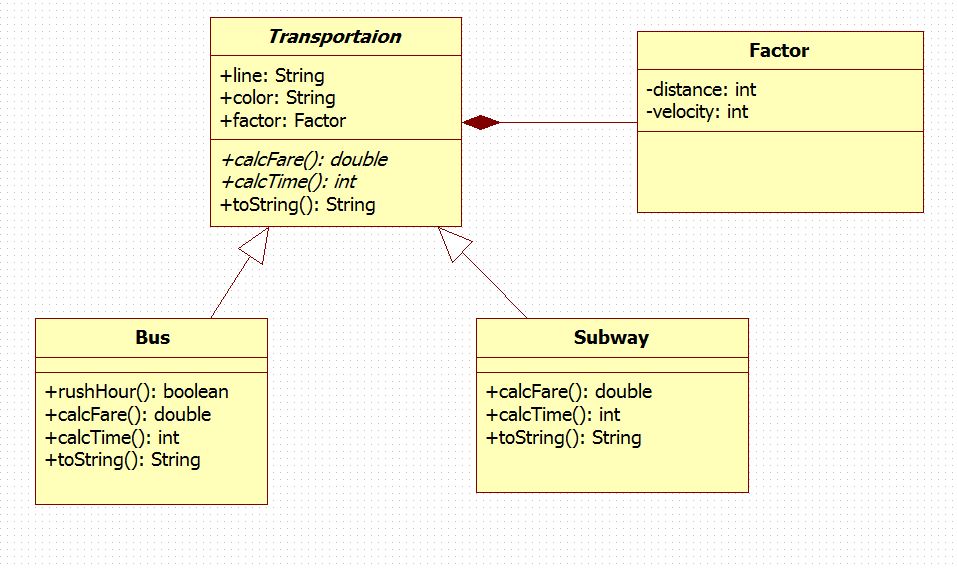 Transportaion
+line: String
+color: String
+factor: Factor
+calcFare(): double
+calcTime(): int
+toString(): String
Factor
-distance: int
-velocity: int
Bus
+rushHour(): boolean
+calcFare(): double
+calcTime(): int
+toString(): String
Subway
+calcFare(): double
+calcTime(): int
+toString(): String